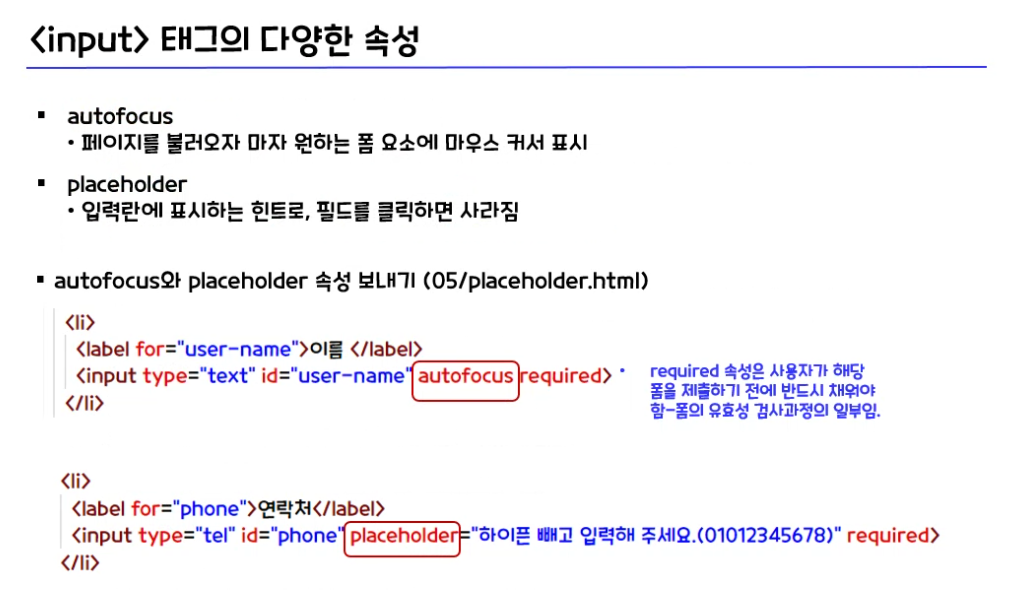 <input> 태그의 다양한 속성
▪ autofocus
• 페이지를 불러오자 마자 원하는 폼 요소에 마우스 커서 표시
▪ placeholder
• 입력란에 표시하는 힌트로, 필드를 클릭하면 사라짐
▪ autofocus와 placeholder 속성 보내기 (05/placeholder.html)
<li>
<label for="user-name">이름 </label>
<input type="text" id="user-name" autofocus required>
</li>
• required 속성은 사용자가 해당
폼을 제출하기 전에 반드시 채워야
함-폼의 유효성 검사과정의 일부임.
<li>
<label for="phone">연락처</label>
<input type="tel" id="phone" placeholder="하이픈 빼고 입력해 주세요.(01012345678)" required>
</li>